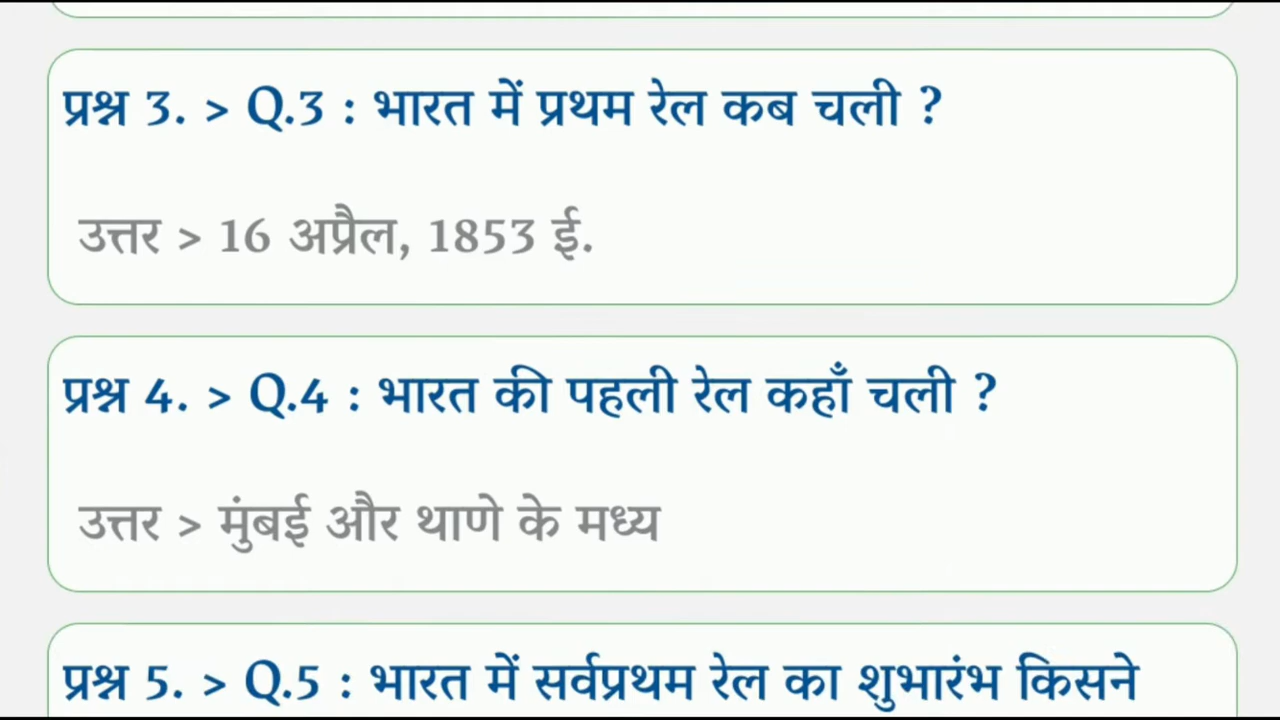 प्रश्न 3. > Q.3 : भारत में प्रथम रेल कब चली ?
उत्तर > 16 अप्रैल, 1853 ई.
प्रश्न 4. > Q.4 : भारत की पहली रेल कहाँ चली ?
उत्तर > मुंबई और थाणे के मध्य
प्रश्न 5. > Q.5 : भारत में सर्वप्रथम रेल का शुभारंभ किसने